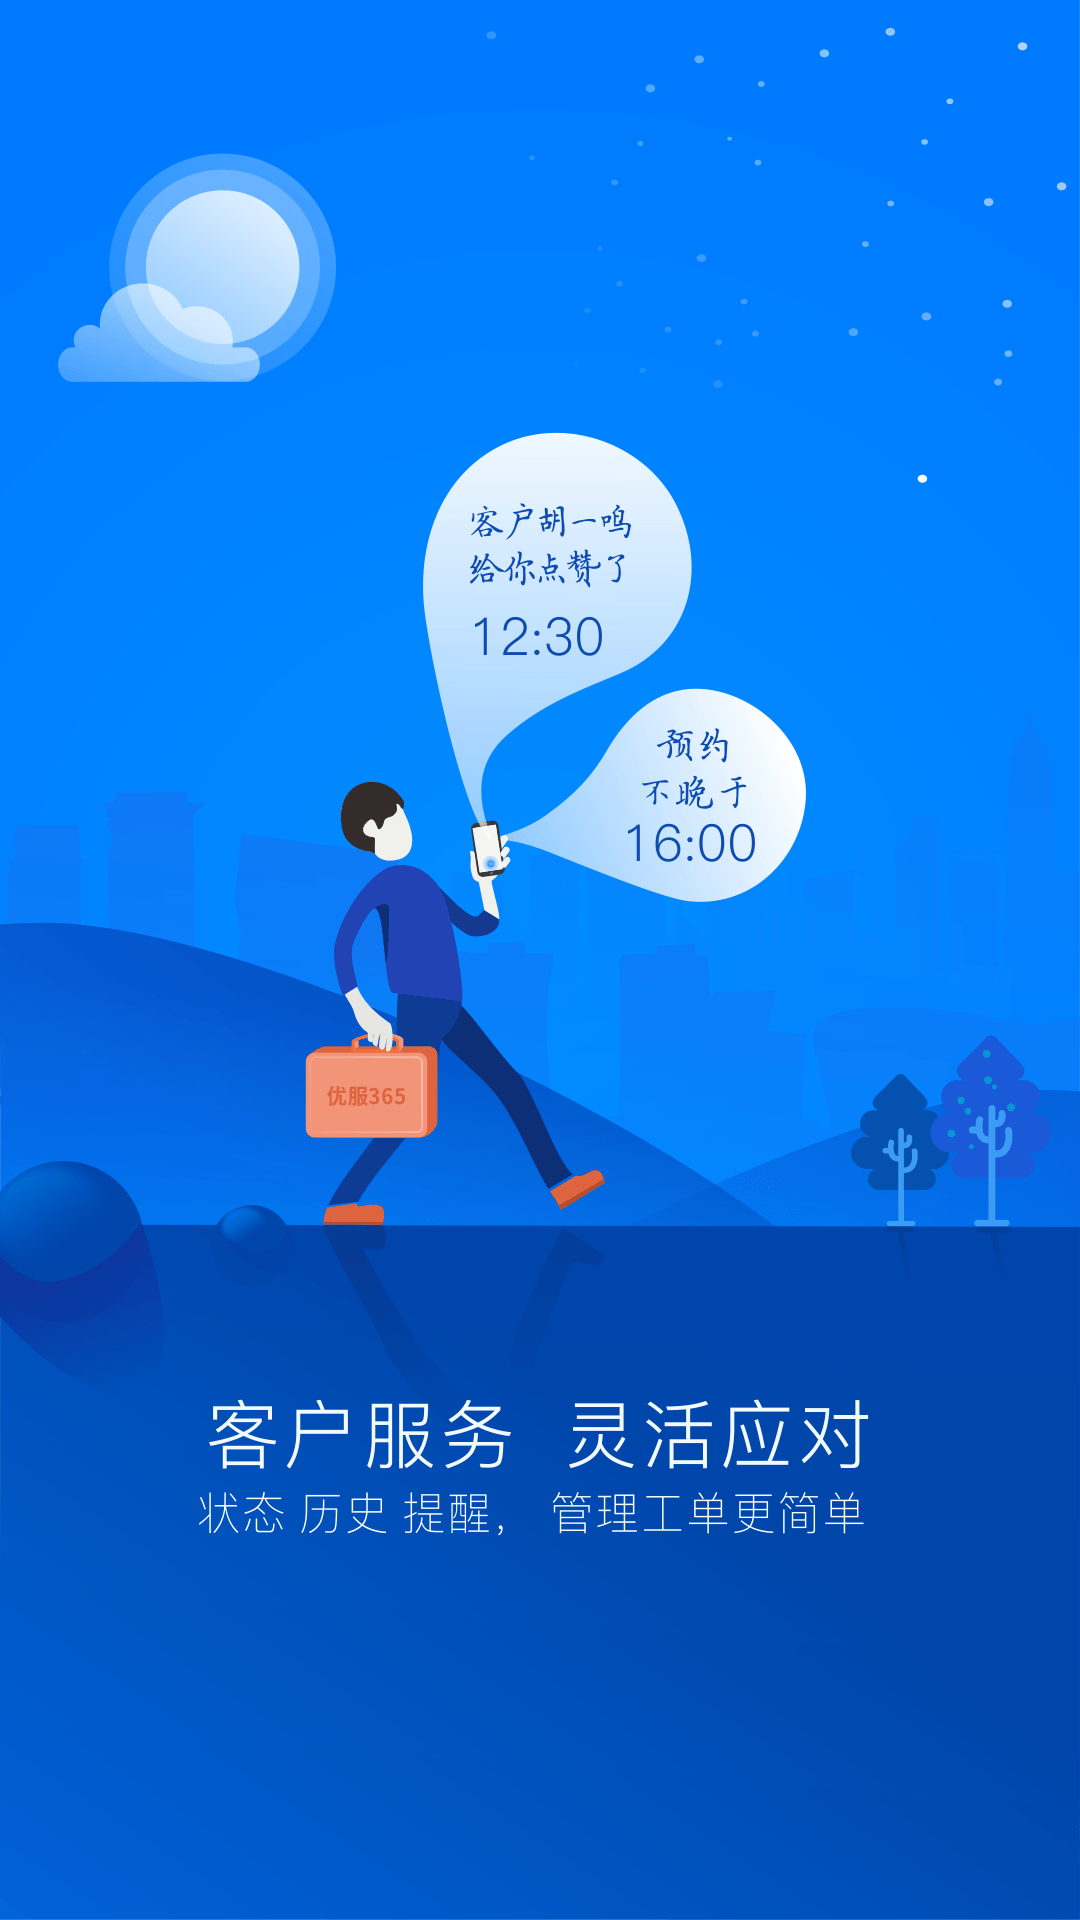 客户胡一鸣
给你点赞了
12:30
预约
不晚于
16:00
优服365
客户服务 灵活应对
状态 历史 提醒， 管理工单更简单